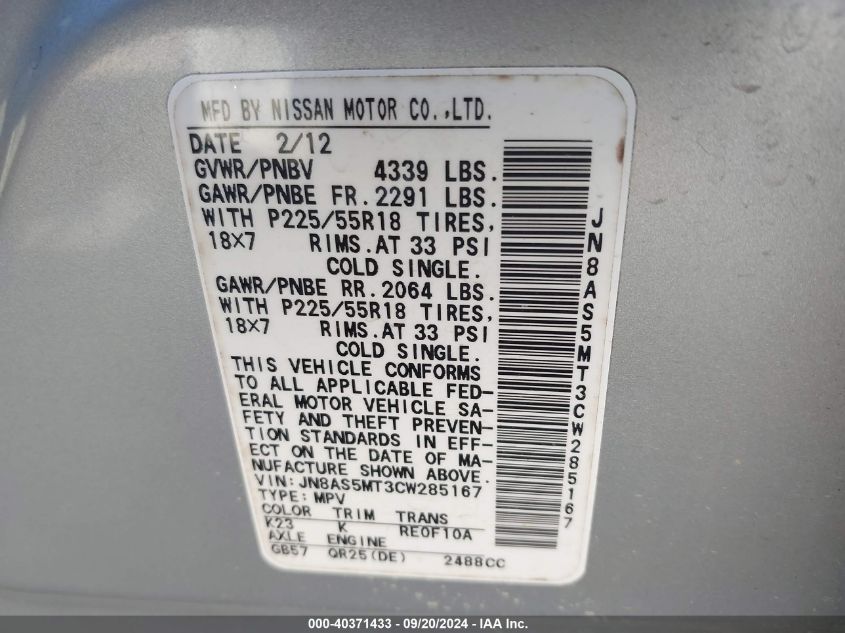 MFD BY NISSAN MOTOR CO.,LTD.
DATE 2/12
GVWR/PNBV 4339 LBS.
GAWR/PNBE FR.2291 LBS.
WITH P225/55R18 TIRES,
18X7 RIMS.AT 33 PSI
COLD SINGLE.
GAWR/PNBE RR.2064 LBS.
WITH P225/55R18 TIRES,
18X7 RIMS.AT 33 PSI
COLD SINGLE.
THIS VEHICLE CONFORMS
TO ALL APPLICABLE FED-
ERAL MOTOR VEHICLE SA-
FETY AND THEFT PREVEN-
TION STANDARDS IN EFF-
ECT ON THE DATE OF MA-
NUFACTURE SHOWN ABOVE.
VIN:JN8AS5MT3CW285167
TYPE:MPV
COLOR TRIM TRANS
K23 K RE0F10A
AXLE ENGINE
GB57 QR25(DE) 2488CC
JN8AS5MT3CW285167
000-40371433 - 09/20/2024 - IAA Inc.